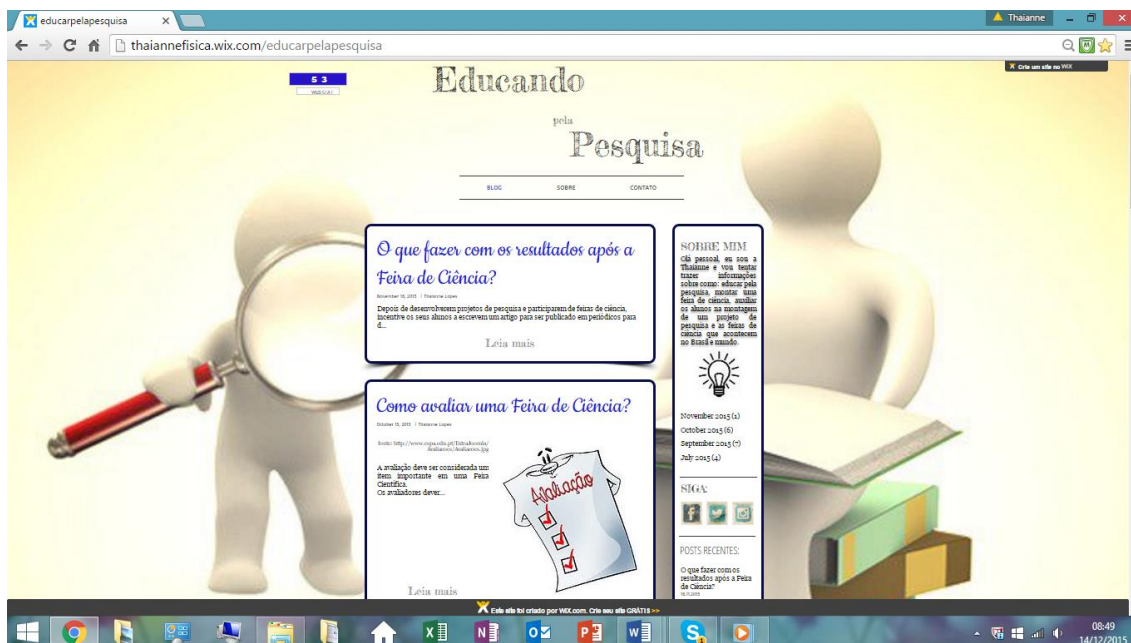 educarpelapesquisa
Thaianne
thaiannefisica.wix.com/educarpelapesquisa
X Crie um site no WIX
5 3
Educando
pela
Pesquisa
BLOG SOBRE CONTATO
O que fazer com os resultados após a
Feira de Ciência?
November 16, 2015 | Thaianne Lopes
Depois de desenvolverem projetos de pesquisa e participarem de feiras de ciência,
incentive os seus alunos a escrevem um artigo para ser publicado em periódicos para
d...
Leia mais
Como avaliar uma Feira de Ciência?
October 15, 2015 | Thaianne Lopes
A avaliação deve ser considerada um
item importante em uma Feira
Científica.
Os avaliadores dever...
Avaliação
Leia mais
SOBRE MIM
Olá pessoal, eu sou a
Thaianne e vou tentar
trazer informações
sobre como: educar pela
pesquisa, montar uma
feira de ciência, auxiliar
os alunos na montagem
de um projeto de
pesquisa e as feiras de
ciência que acontecem
no Brasil e mundo.
November 2015 (1)
October 2015 (6)
September 2015 (7)
July 2015 (4)
SIGA:
POSTS RECENTES:
O que fazer com os
resultados após a Feira
de Ciência?
16.11.2015
Este site foi criado por WIX.com. Crie seu site GRÁTIS >>
08:49
14/12/2015